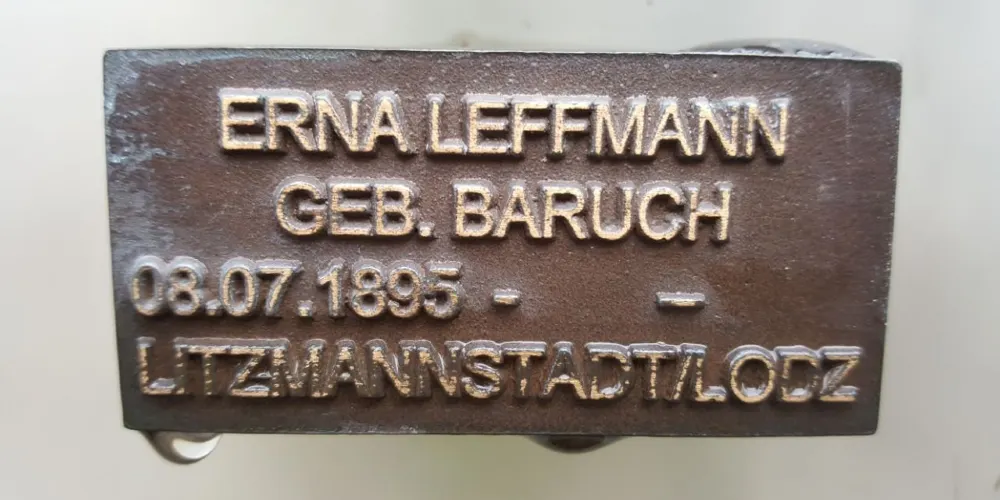 ERNA LEFFMANN
GEB. BARUCH
08.07.1895 - -
LITZMANNSTADT/LODZ